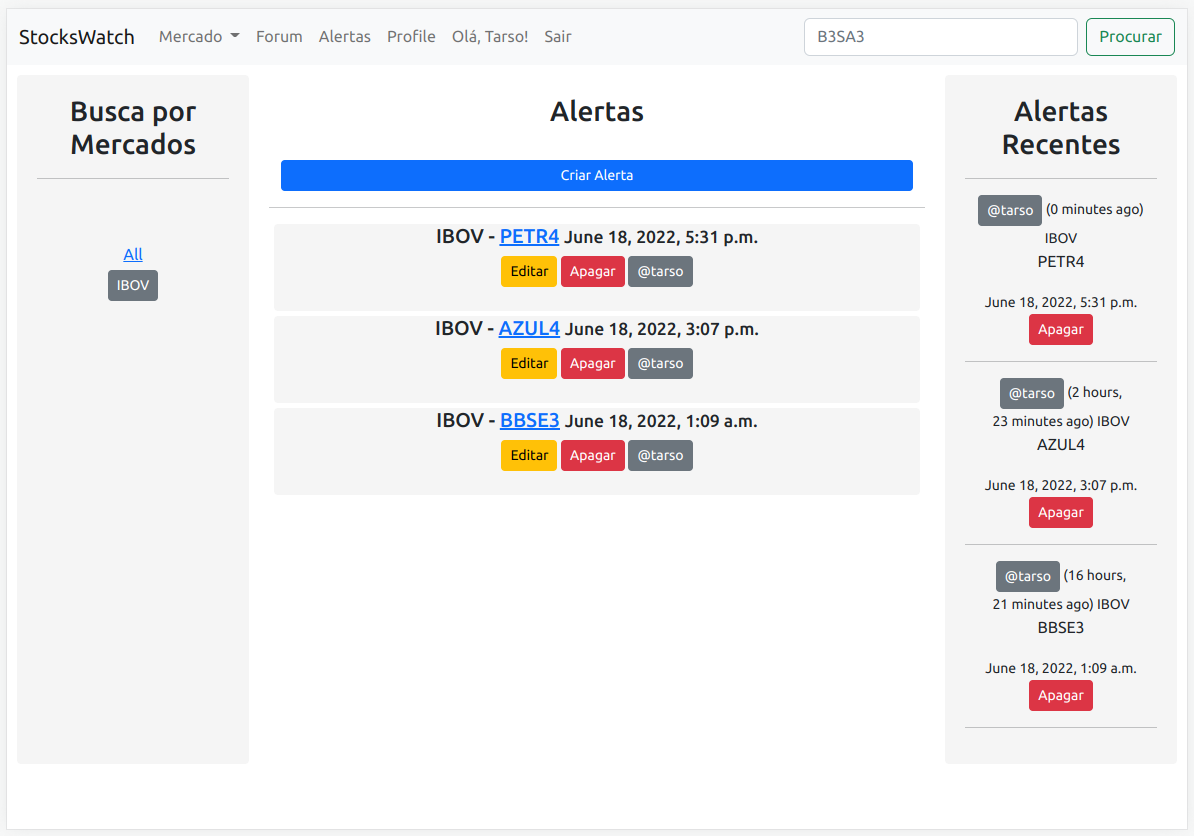 StocksWatch Mercado Forum Alertas Profile Olá, Tarso! Sair B3SA3 Procurar
Busca por
Mercados
All
IBOV
Alertas
Criar Alerta
IBOV - PETR4 June 18, 2022, 5:31 p.m.
Editar Apagar @tarso
IBOV - AZUL4 June 18, 2022, 3:07 p.m.
Editar Apagar @tarso
IBOV - BBSE3 June 18, 2022, 1:09 a.m.
Editar Apagar @tarso
Alertas
Recentes
@tarso (0 minutes ago)
IBOV
PETR4
June 18, 2022, 5:31 p.m.
Apagar
@tarso (2 hours,
23 minutes ago) IBOV
AZUL4
June 18, 2022, 3:07 p.m.
Apagar
@tarso (16 hours,
21 minutes ago) IBOV
BBSE3
June 18, 2022, 1:09 a.m.
Apagar